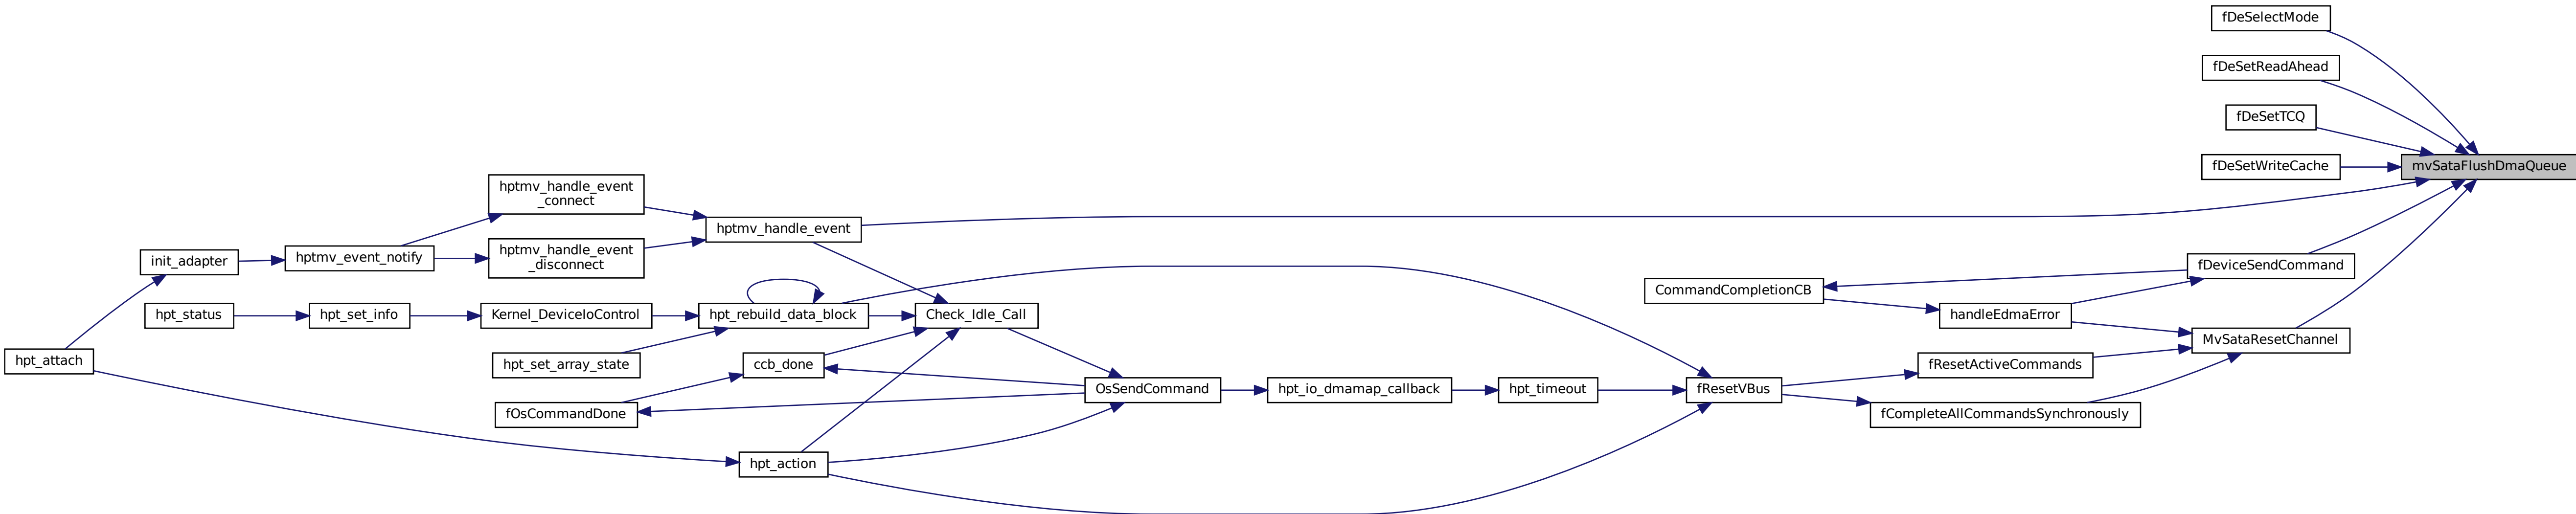 fDeSelectMode
fDeSetReadAhead
fDeSetTCQ
fDeSetWriteCache
mvSataFlushDmaQueue
hptmv_handle_event
_connect
hptmv_handle_event
hptmv_handle_event
_disconnect
hptmv_event_notify
init_adapter
fDeviceSendCommand
CommandCompletionCB
handleEdmaError
hpt_status
hpt_set_info
Kernel_DeviceIoControl
hpt_rebuild_data_block
Check_Idle_Call
MvSataResetChannel
hpt_attach
hpt_set_array_state
ccb_done
fResetActiveCommands
OsSendCommand
hpt_io_dmamap_callback
hpt_timeout
fResetVBus
fOsCommandDone
fCompleteAllCommandsSynchronously
hpt_action